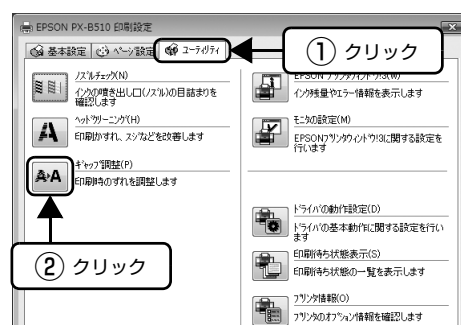 EPSON PX-B510 印刷設定
基本設定
ページ設定
ユーティリティ
① クリック
ノズルチェック(N)
インクの噴き出し口(ノズル)の目詰まりを
確認します
ヘッドクリーニング(H)
印刷かすれ、スジなどを改善します
ギャップ調整(P)
印刷時のずれを調整します
② クリック
EPSON プリンタウィンドウ!3(W)
インク残量やエラー情報を表示します
モニタの設定(M)
EPSONプリンタウィンドウ!3に関する設定を
行います
ドライバの動作設定(D)
ドライバの基本動作に関する設定を行い
ます
印刷待ち状態表示(S)
印刷待ち状態の一覧を表示します
プリンタ情報(O)
プリンタのオプション情報を確認します